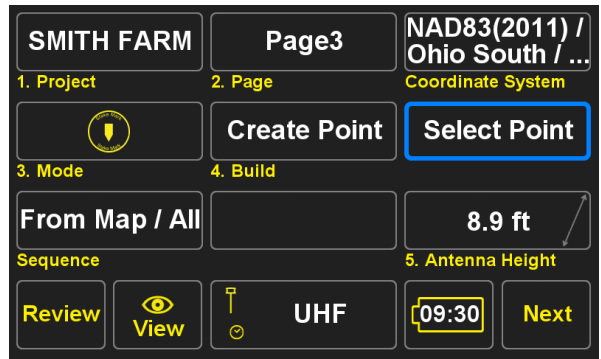 SMITH FARM
Page3
NAD83(2011) /
Ohio South / ...
1. Project
2. Page
Coordinate System
Create Point
Select Point
3. Mode
4. Build
From Map / All
8.9 ft
Sequence
5. Antenna Height
Review
View
UHF
09:30
Next